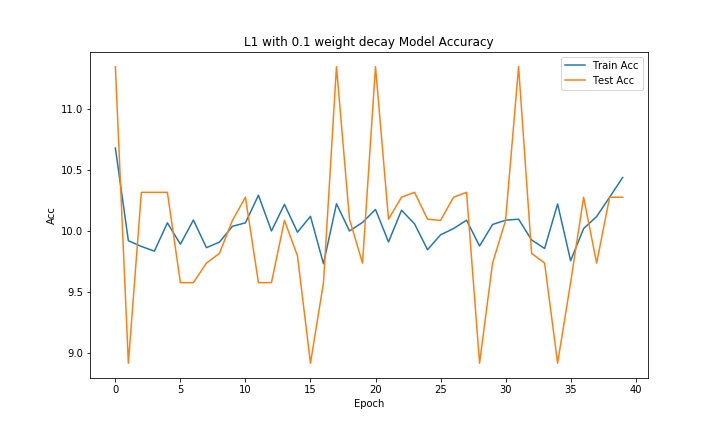 L1 with 0.1 weight decay Model Accuracy
Train Acc
Test Acc
11.0
10.5
10.0
9.5
9.0
Acc
0 5 10 15 20 25 30 35 40
Epoch